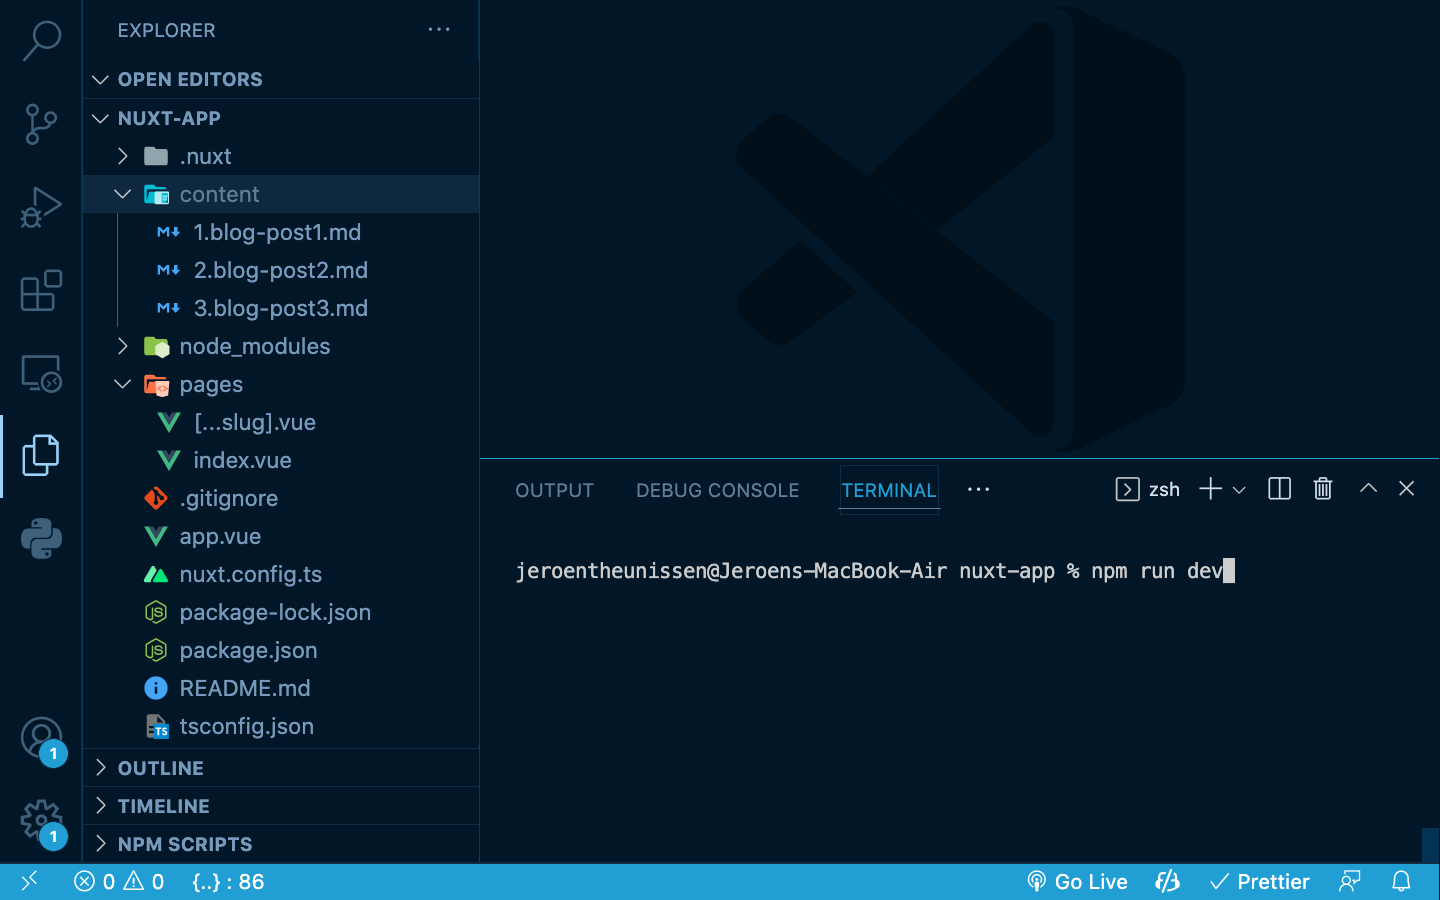 EXPLORER
OPEN EDITORS
NUXT-APP
.nuxt
content
1.blog-post1.md
2.blog-post2.md
3.blog-post3.md
node_modules
pages
[...slug].vue
index.vue
.gitignore
app.vue
nuxt.config.ts
package-lock.json
package.json
README.md
tsconfig.json
OUTLINE
TIMELINE
NPM SCRIPTS
1
1
OUTPUT DEBUG CONSOLE TERMINAL ... zsh
jeroentheunissen@Jeroens-MacBook-Air nuxt-app % npm run dev
0 0 {..} : 86 Go Live Prettier